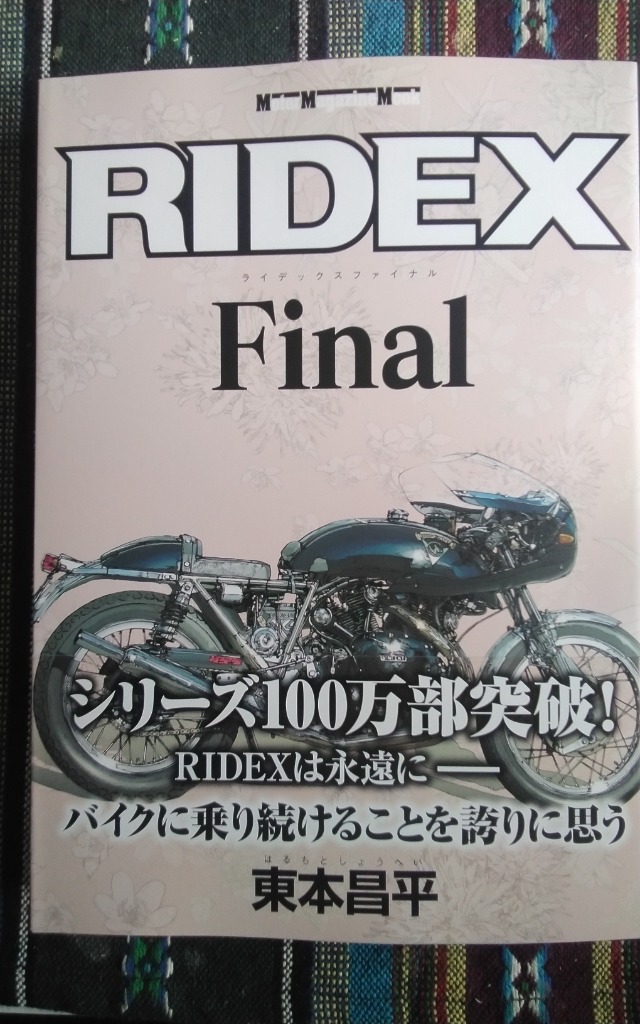 Motor Magazine Mook
RIDEX
ライデックスファイナル
Final
シリーズ100万部突破!
RIDEXは永遠に──
バイクに乗り続けることを誇りに思う
はるもとしょうへい
東本昌平